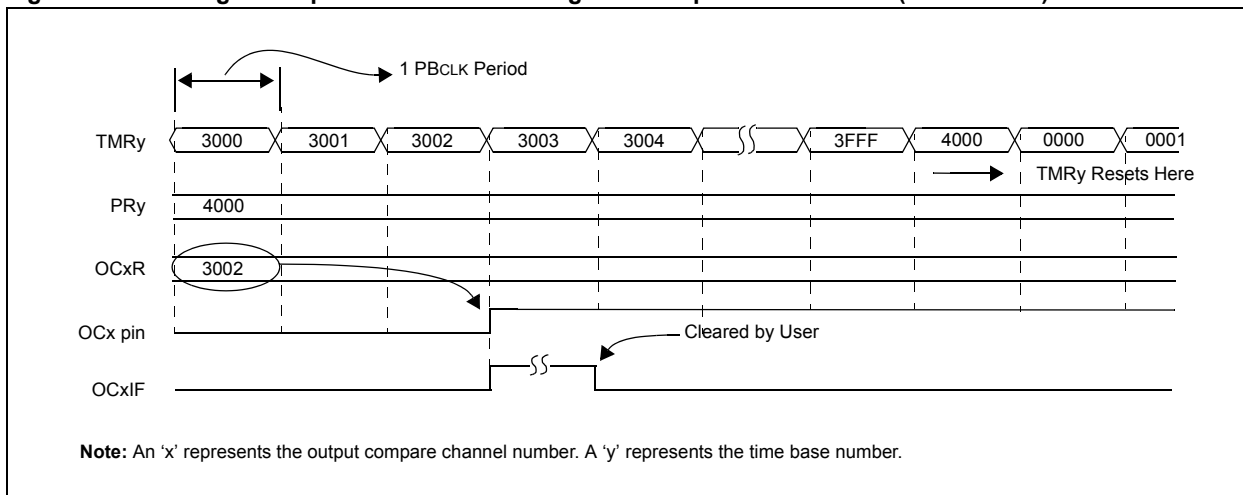 1 PBCLK Period
TMRy 3000 3001 3002 3003 3004 3FFF 4000 0000 0001
TMRy Resets Here
PRy 4000
OCxR 3002
OCx pin
Cleared by User
OCxIF
Note: An 'x' represents the output compare channel number. A 'y' represents the time base number.